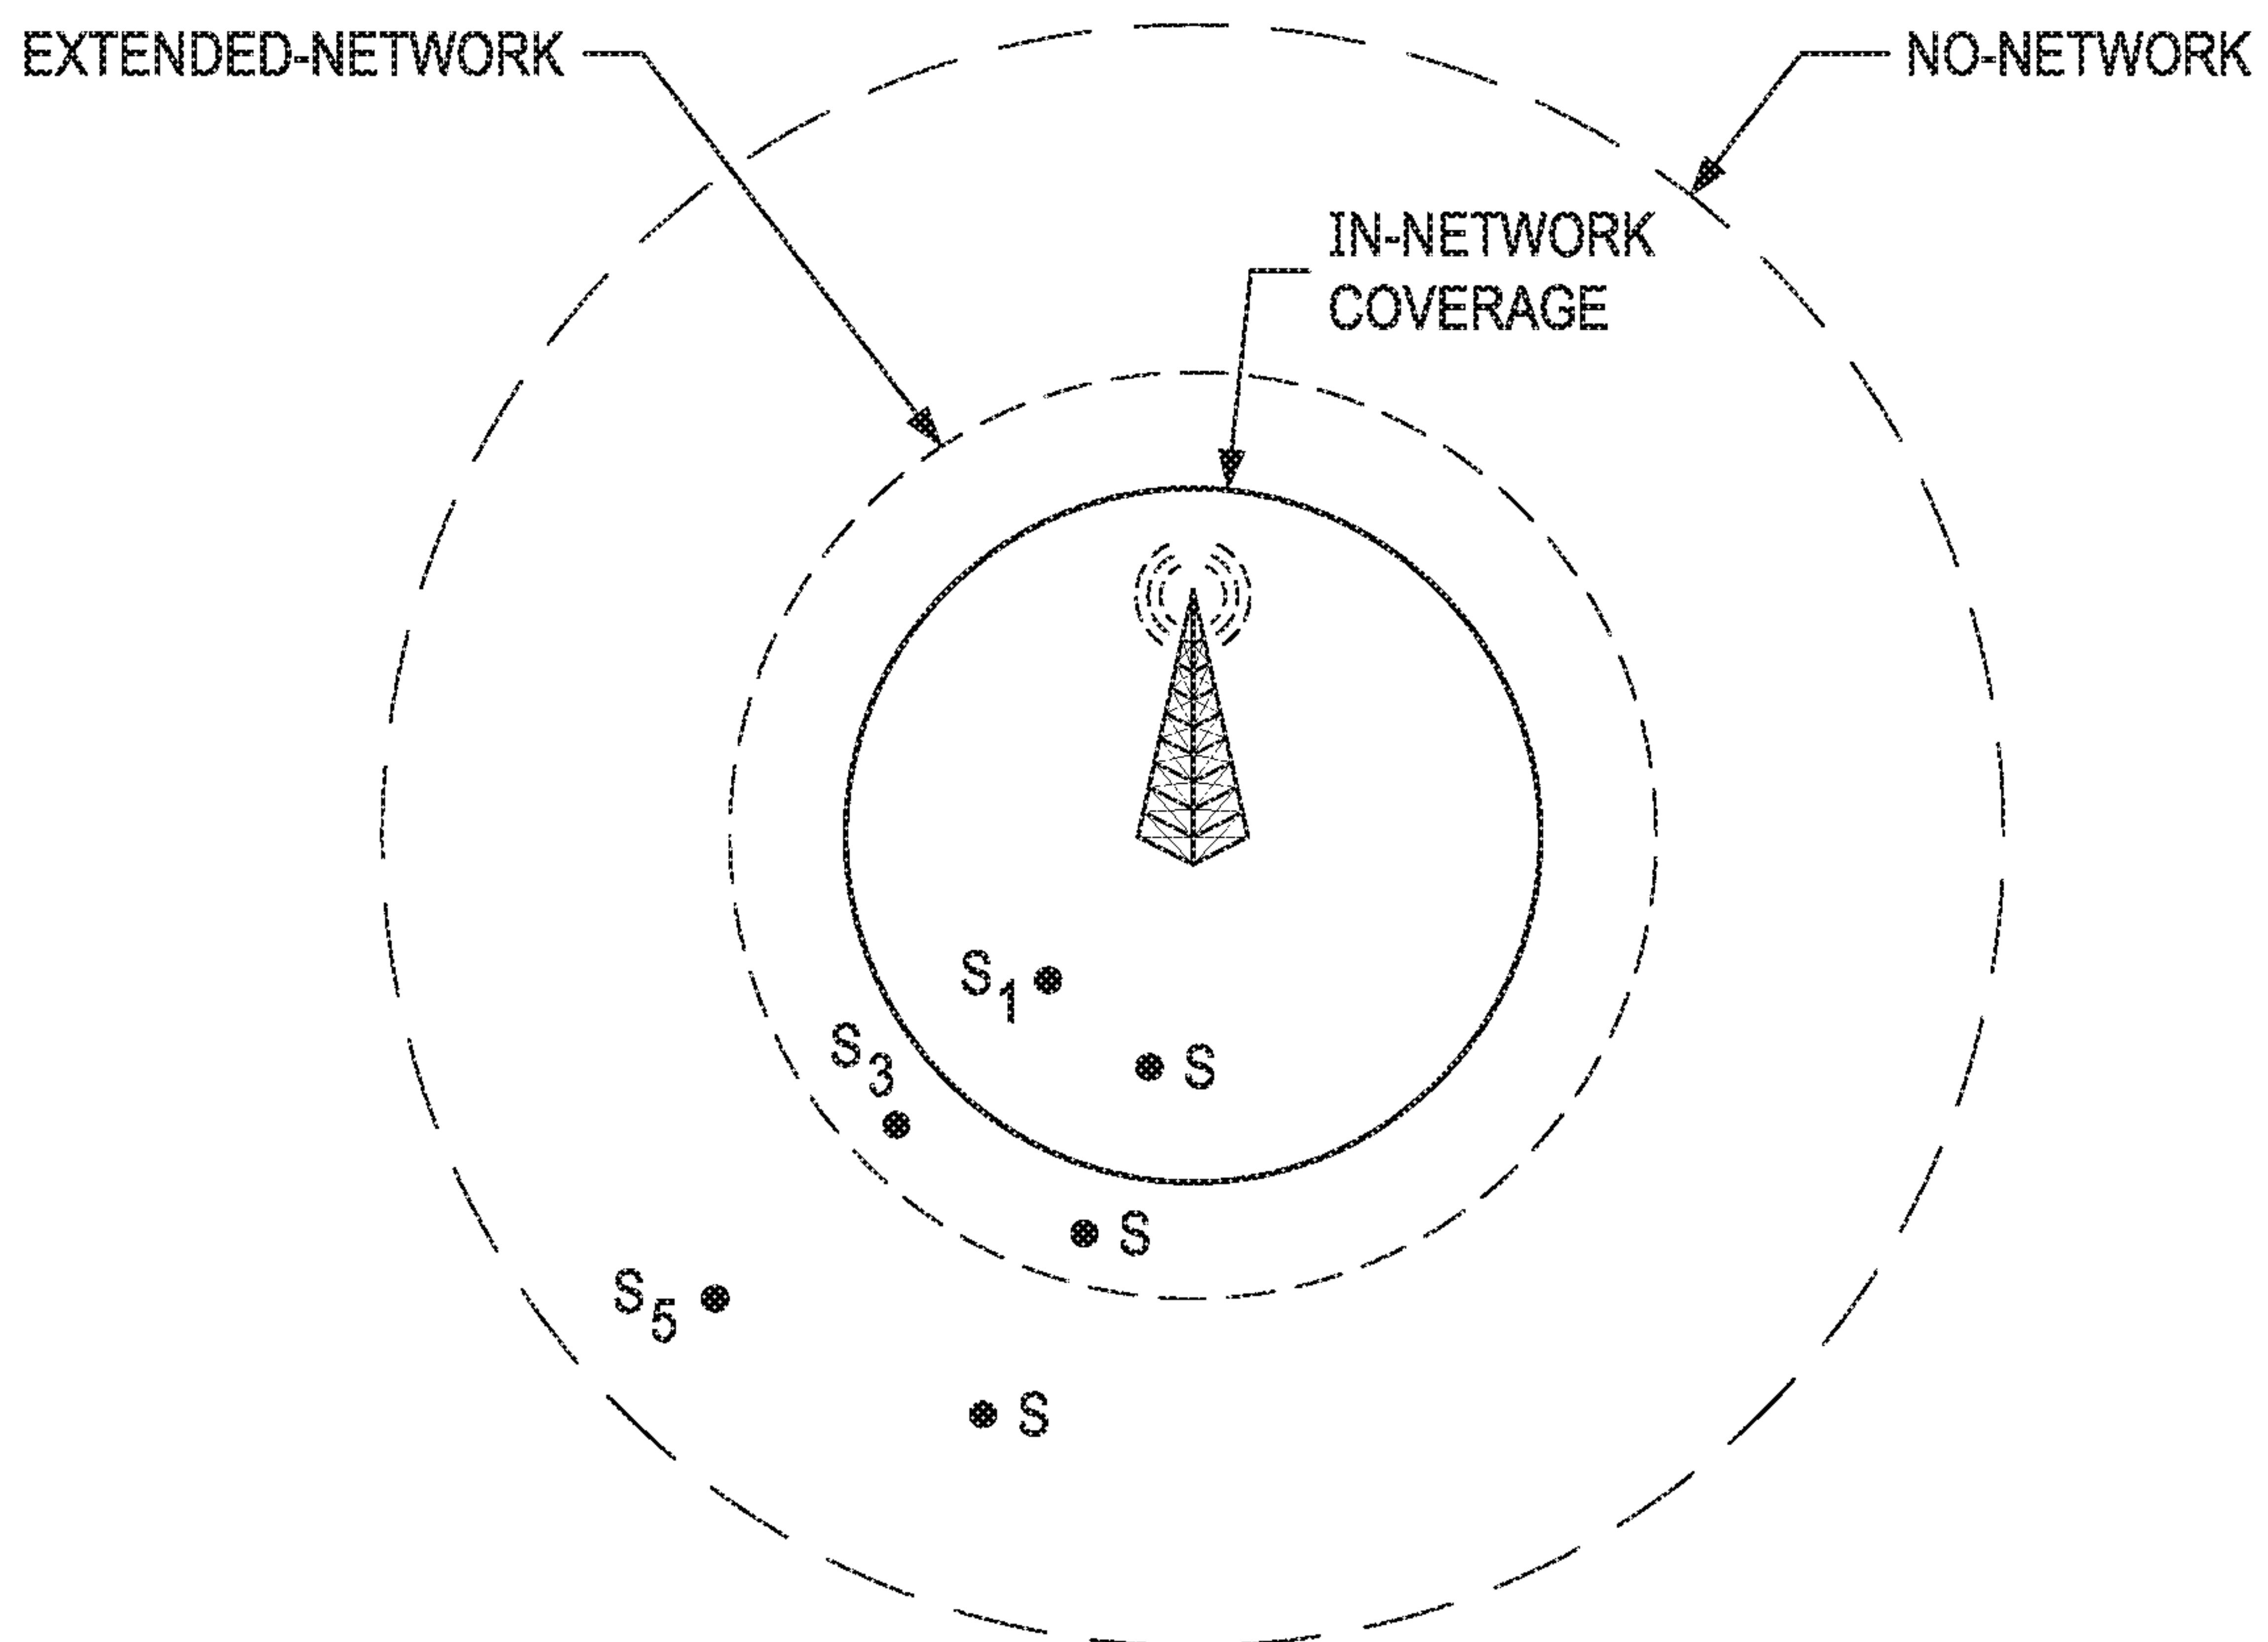 EXTENDED-NETWORK
NO-NETWORK
IN-NETWORK
COVERAGE
S₁
S
S₃
S
S₅
S